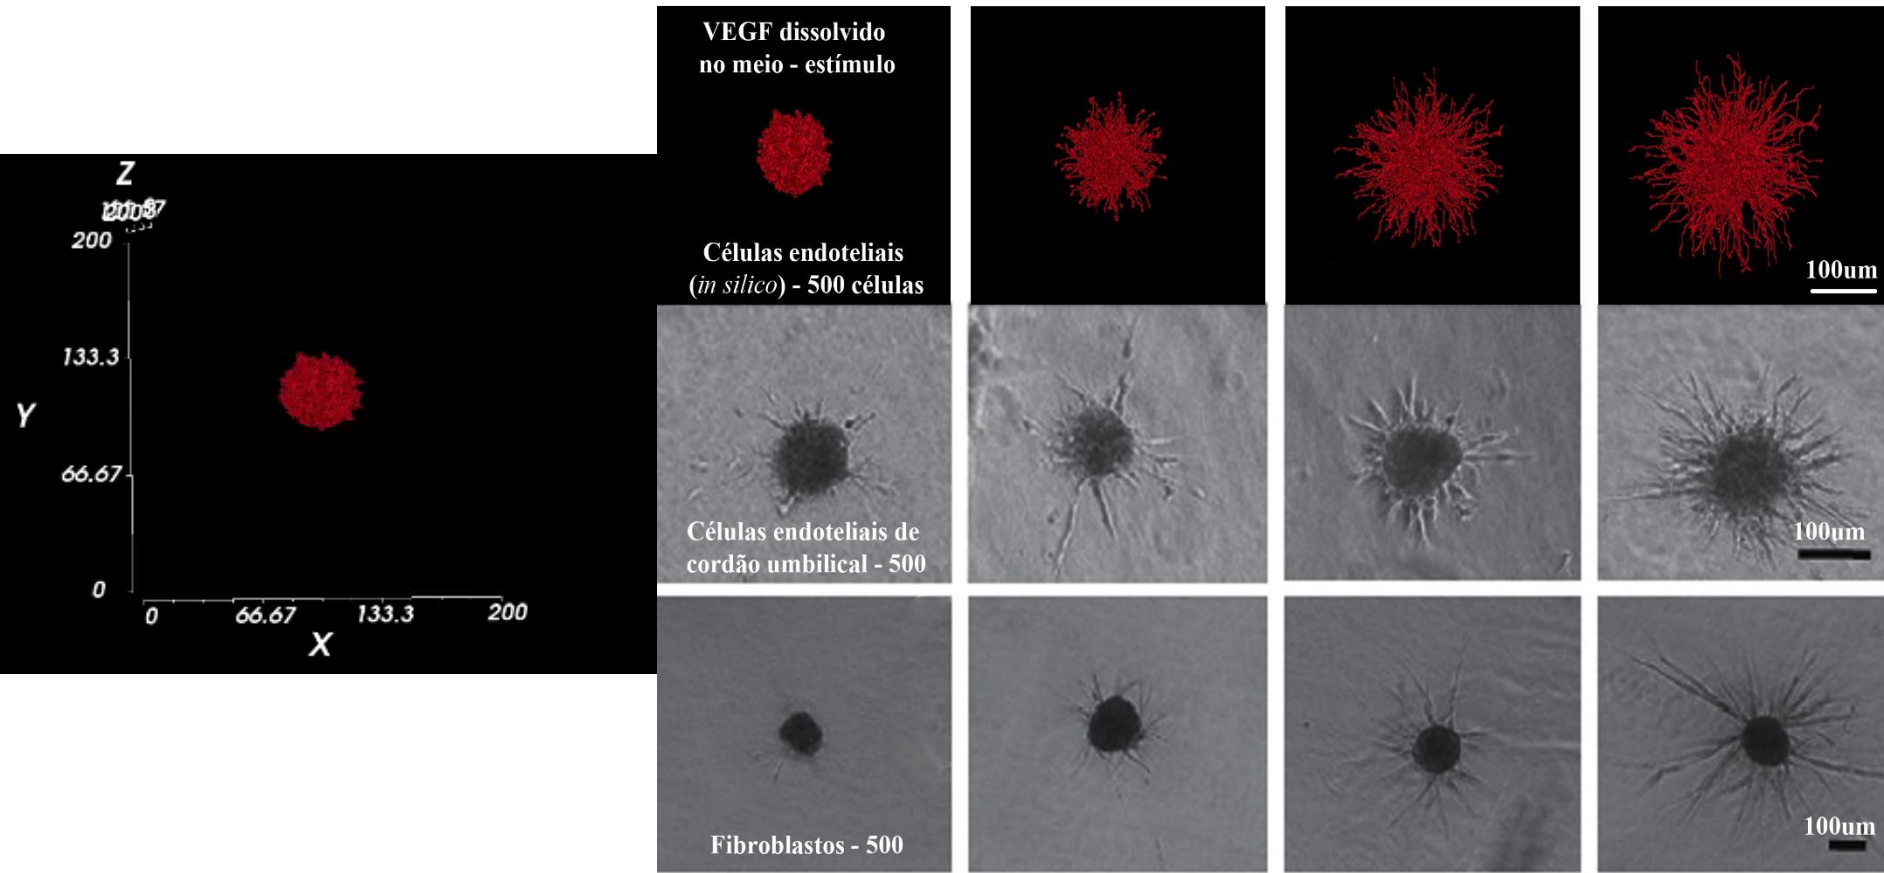 Z
200
133.3
Y
66.67
0
0
66.67
133.3
200
X
VEGF dissolvido
no meio - estímulo
Células endoteliais
(in silico) - 500 células
100um
Células endoteliais de
cordão umbilical - 500
100um
Fibroblastos - 500
100um